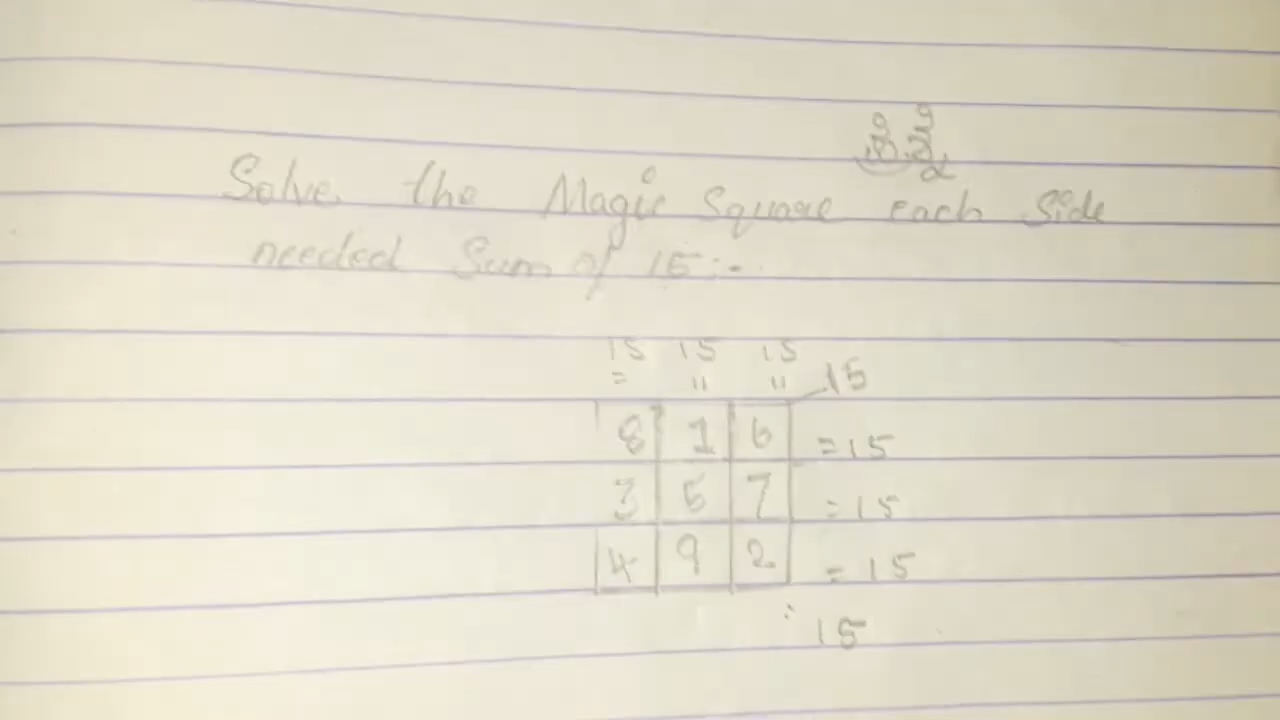 Solve the Magic Square each Side
needed Sum of 15:-
15 15 15
= " " 15
8 1 6 = 15
3 5 7 = 15
4 9 2 = 15
: 15